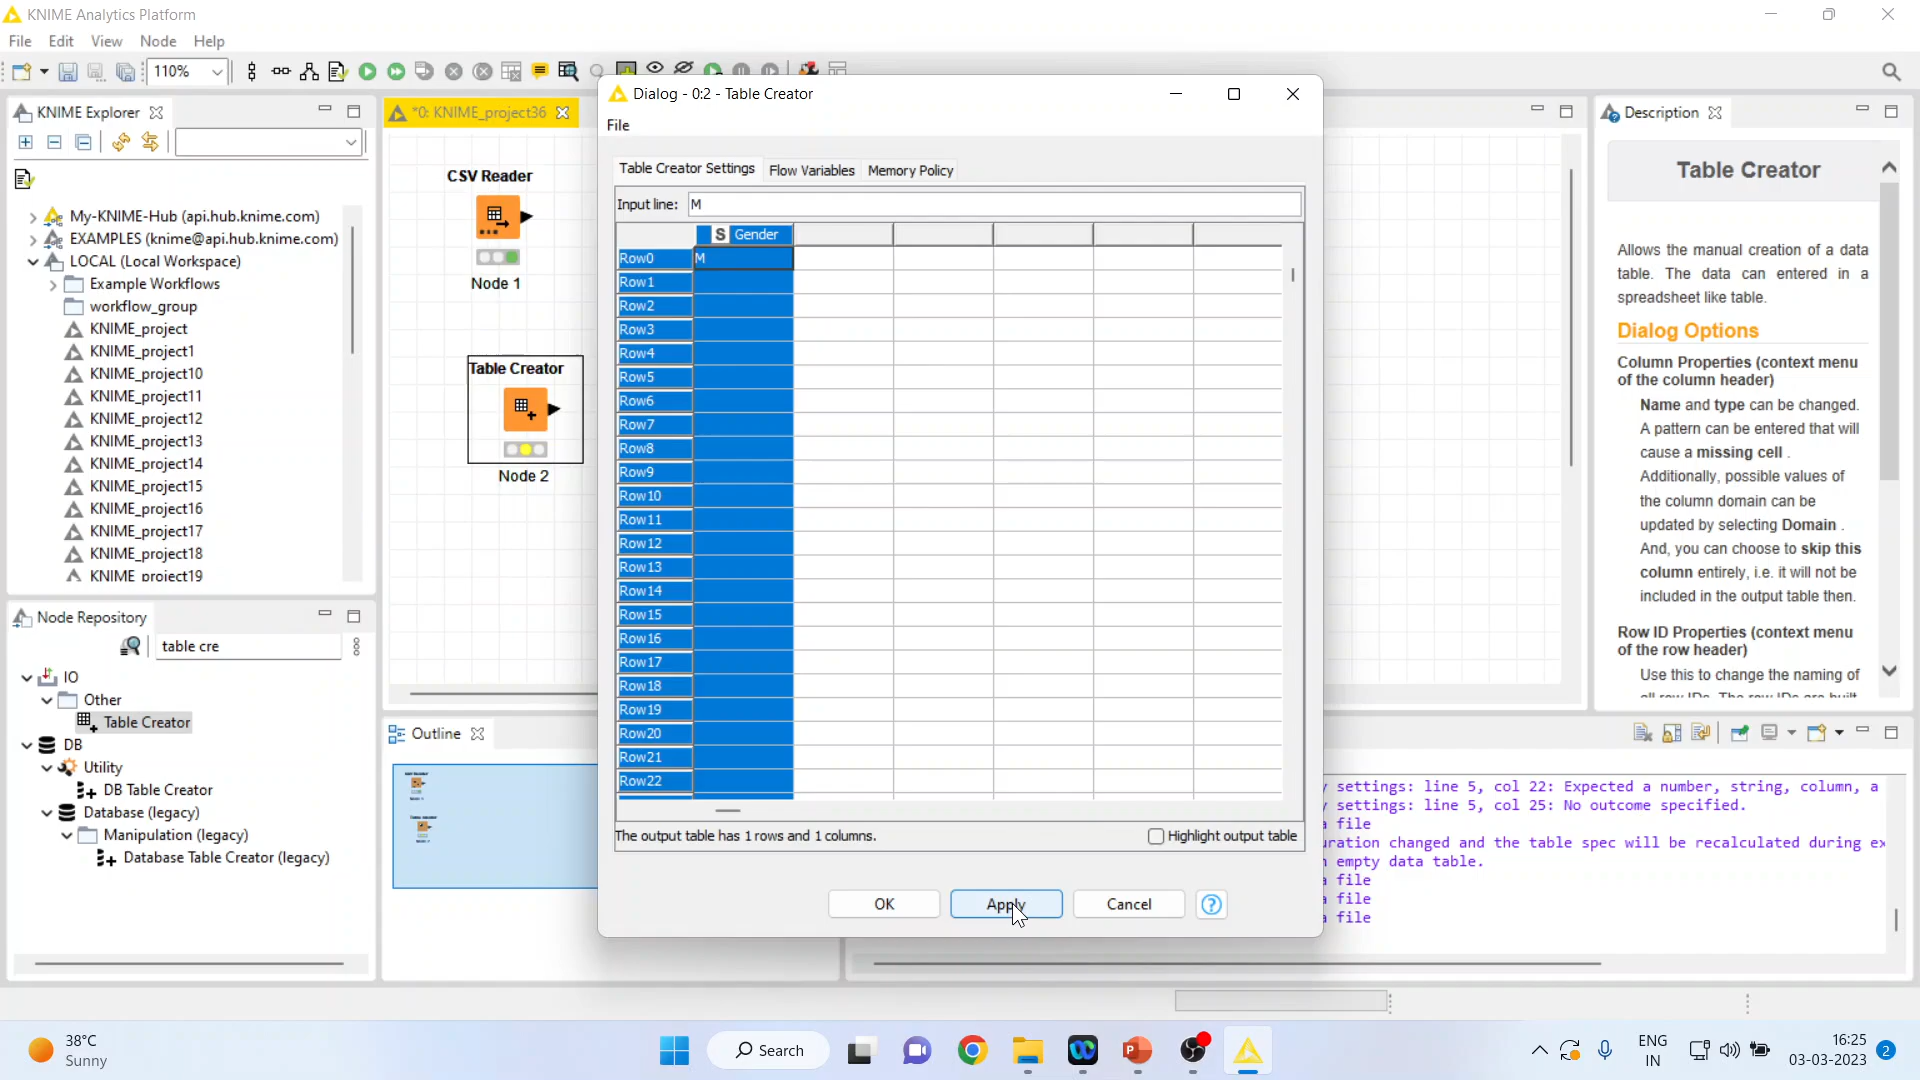 KNIME Analytics Platform
File Edit View Node Help
110%
KNIME Explorer
My-KNIME-Hub (api.hub.knime.com)
EXAMPLES (knime@api.hub.knime.com)
LOCAL (Local Workspace)
Example Workflows
workflow_group
KNIME_project
KNIME_project1
KNIME_project10
KNIME_project11
KNIME_project12
KNIME_project13
KNIME_project14
KNIME_project15
KNIME_project16
KNIME_project17
KNIME_project18
KNIME_project19
Node Repository
table cre
IO
Other
Table Creator
DB
Utility
DB Table Creator
Database (legacy)
Manipulation (legacy)
Database Table Creator (legacy)
*0: KNIME_project36
CSV Reader
Node 1
Table Creator
Node 2
Outline
Dialog - 0:2 - Table Creator
File
Table Creator Settings Flow Variables Memory Policy
Input line: M
S Gender
Row0 M
Row1
Row2
Row3
Row4
Row5
Row6
Row7
Row8
Row9
Row10
Row11
Row12
Row13
Row14
Row15
Row16
Row17
Row18
Row19
Row20
Row21
Row22
The output table has 1 rows and 1 columns.
Highlight output table
OK Apply Cancel ?
Description
Table Creator
Allows the manual creation of a data
table. The data can entered in a
spreadsheet like table.
Dialog Options
Column Properties (context menu
of the column header)
Name and type can be changed.
A pattern can be entered that will
cause a missing cell .
Additionally, possible values of
the column domain can be
updated by selecting Domain .
And, you can choose to skip this
column entirely, i.e. it will not be
included in the output table then.
Row ID Properties (context menu
of the row header)
Use this to change the naming of
settings: line 5, col 22: Expected a number, string, column, a
settings: line 5, col 25: No outcome specified.
file
uration changed and the table spec will be recalculated during ex
empty data table.
file
file
file
38°C
Sunny
Search
ENG
IN
16:25
03-03-2023
2